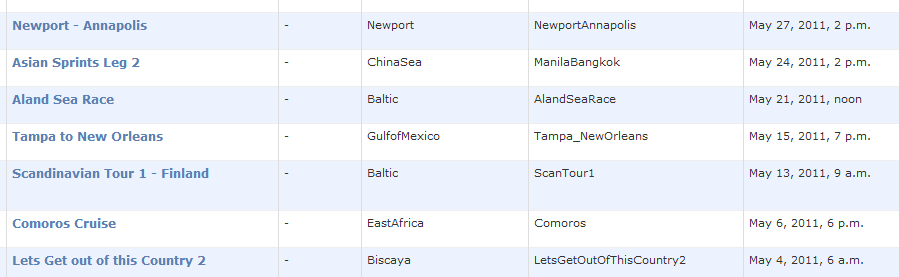 Newport - Annapolis - Newport NewportAnnapolis May 27, 2011, 2 p.m.
Asian Sprints Leg 2 - ChinaSea ManilaBangkok May 24, 2011, 2 p.m.
Aland Sea Race - Baltic AlandSeaRace May 21, 2011, noon
Tampa to New Orleans - GulfofMexico Tampa_NewOrleans May 15, 2011, 7 p.m.
Scandinavian Tour 1 - Finland - Baltic ScanTour1 May 13, 2011, 9 a.m.
Comoros Cruise - EastAfrica Comoros May 6, 2011, 6 p.m.
Lets Get out of this Country 2 - Biscaya LetsGetOutOfThisCountry2 May 4, 2011, 6 a.m.